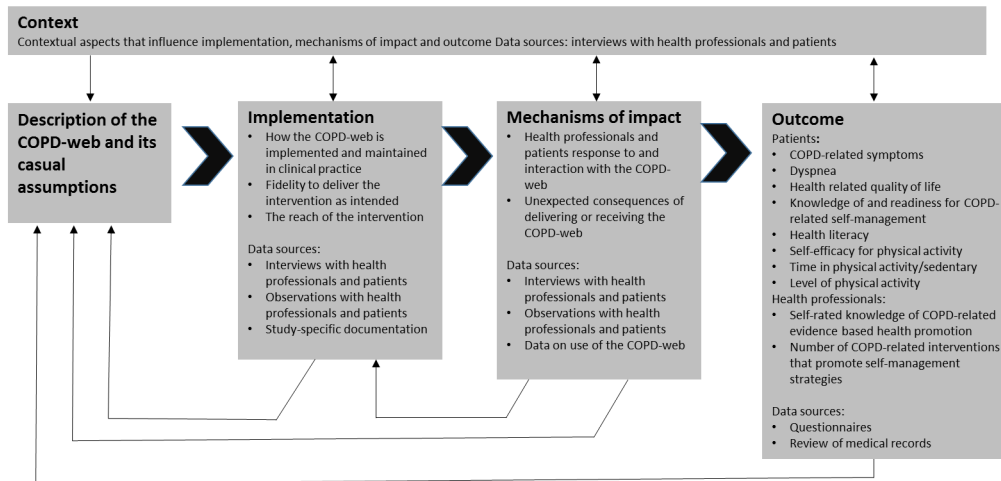 Context
Contextual aspects that influence implementation, mechanisms of impact and outcome Data sources: interviews with health professionals and patients
Description of the
COPD-web and its
casual
assumptions
Implementation
• How the COPD-web is
implemented and maintained
in clinical practice
• Fidelity to deliver the
intervention as intended
• The reach of the intervention
Data sources:
• Interviews with health
professionals and patients
• Observations with health
professionals and patients
• Study-specific documentation
Mechanisms of impact
• Health professionals and
patients response to and
interaction with the COPD-
web
• Unexpected consequences of
delivering or receiving the
COPD-web
Data sources:
• Interviews with health
professionals and patients
• Observations with health
professionals and patients
• Data on use of the COPD-web
Outcome
Patients:
• COPD-related symptoms
• Dyspnea
• Health related quality of life
• Knowledge of and readiness for COPD-
related self-management
• Health literacy
• Self-efficacy for physical activity
• Time in physical activity/sedentary
• Level of physical activity
Health professionals:
• Self-rated knowledge of COPD-related
evidence based health promotion
• Number of COPD-related interventions
that promote self-management
strategies
Data sources:
• Questionnaires
• Review of medical records